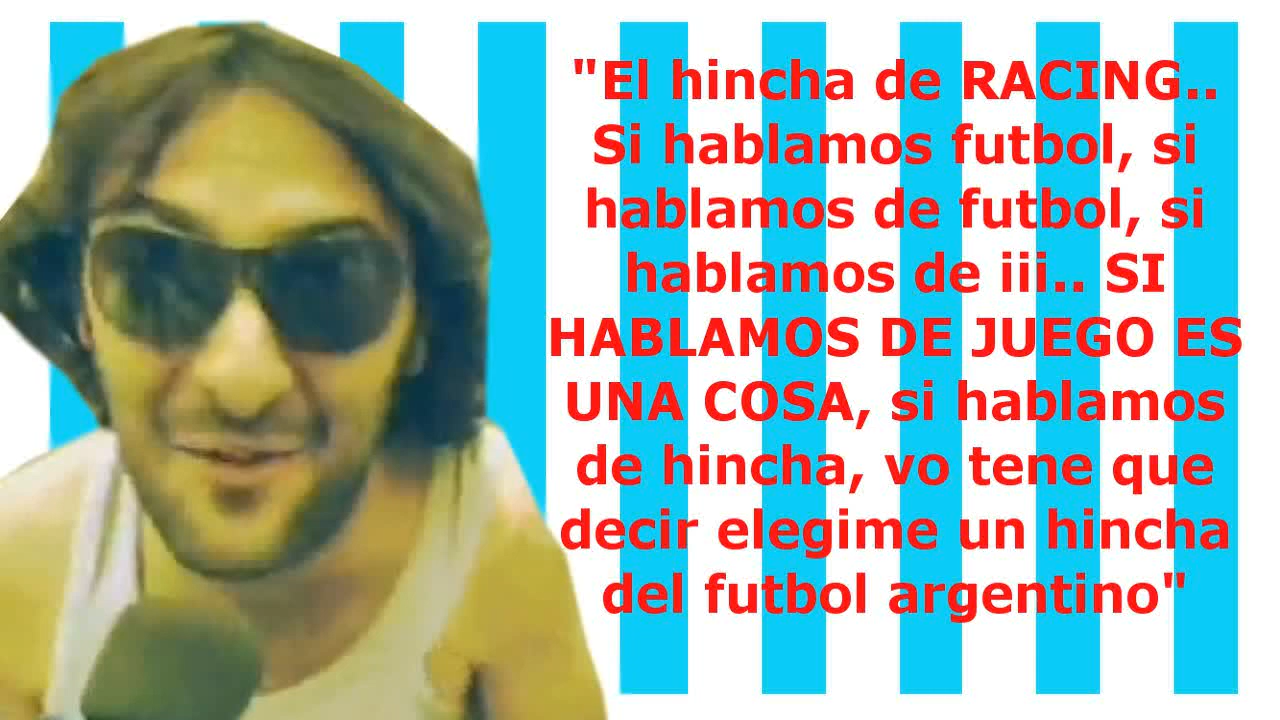 "El hincha de RACING..
Si hablamos futbol, si
hablamos de futbol, si
hablamos de iii.. SI
HABLAMOS DE JUEGO ES
UNA COSA, si hablamos
de hincha, vo tene que
decir elegime un hincha
del futbol argentino"